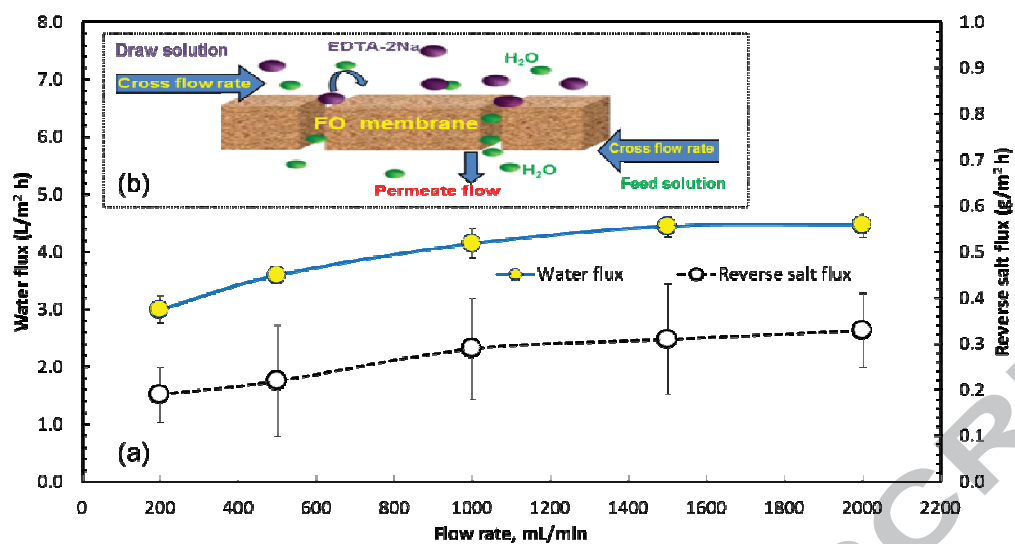 8.0
7.0
6.0
5.0
4.0
3.0
2.0
1.0
0.0
Water flux (L/m² h)
1.0
0.9
0.8
0.7
0.6
0.5
0.4
0.3
0.2
0.1
0.0
Reverse salt flux (g/m² h)
Draw solution
EDTA-2Na
H₂O
Cross flow rate
FO membrane
Cross flow rate
(b)
H₂O
Feed solution
Permeate flow
Water flux
Reverse salt flux
(a)
0 200 400 600 800 1000 1200 1400 1600 1800 2000 2200
Flow rate, mL/min